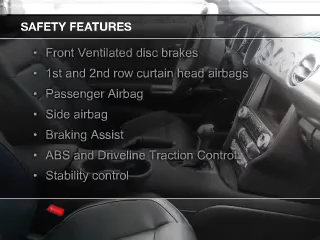 SAFETY FEATURES
• Front Ventilated disc brakes
• 1st and 2nd row curtain head airbags
• Passenger Airbag
• Side airbag
• Braking Assist
• ABS and Driveline Traction Control
• Stability control